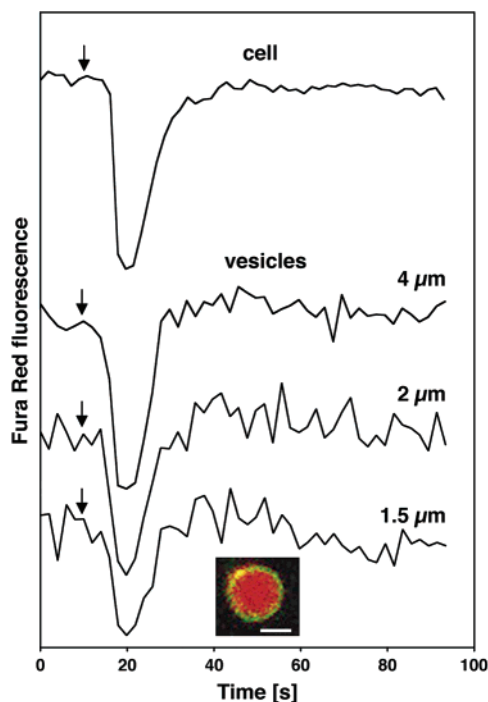 cell
vesicles
4 µm
2 µm
1.5 µm
Fura Red fluorescence
0 20 40 60 80 100
Time [s]